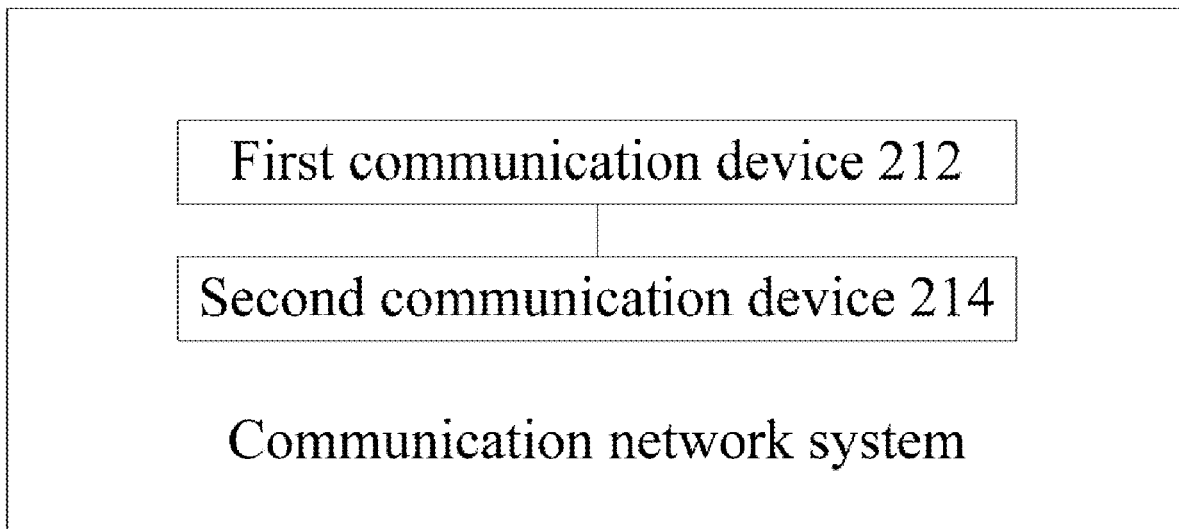 First communication device 212
Second communication device 214
Communication network system